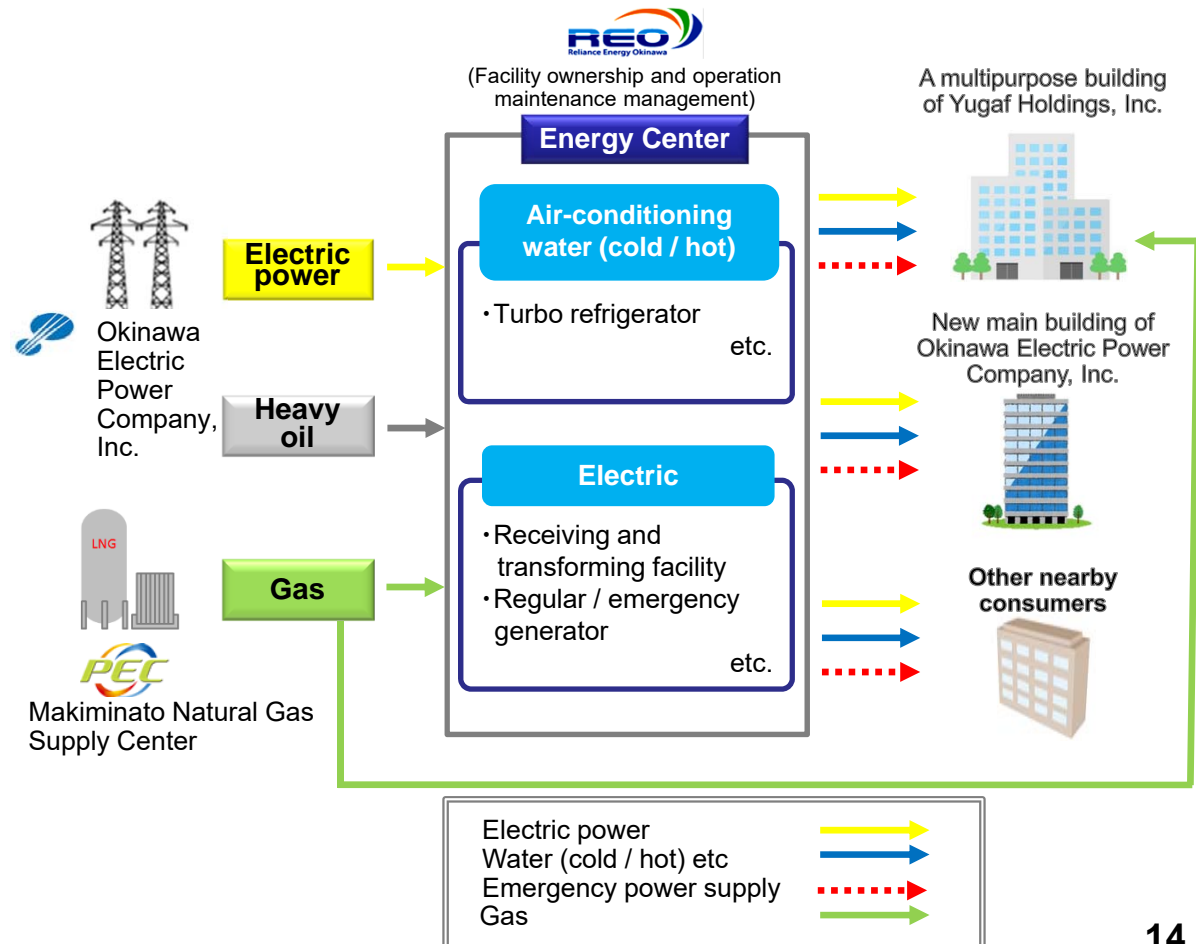 REO
Reliance Energy Okinawa
(Facility ownership and operation
maintenance management)
Energy Center
Air-conditioning
water (cold / hot)
・Turbo refrigerator
etc.
Electric
・Receiving and
transforming facility
・Regular / emergency
generator
etc.
Electric
power
Okinawa
Electric
Power
Company,
Inc.
Heavy
oil
LNG
Gas
PEC
Makiminato Natural Gas
Supply Center
A multipurpose building
of Yugaf Holdings, Inc.
New main building of
Okinawa Electric Power
Company, Inc.
Other nearby
consumers
Electric power
Water (cold / hot) etc
Emergency power supply
Gas
14